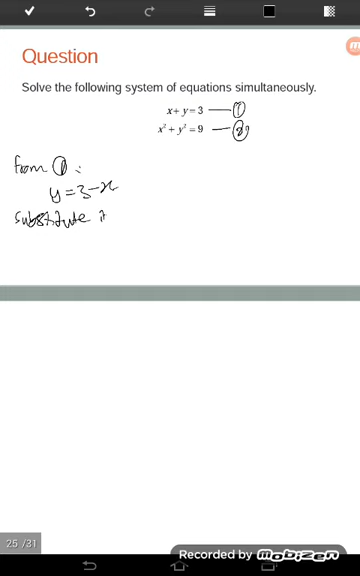 Question
Solve the following system of equations simultaneously.
x + y = 3 —— ①
x² + y² = 9 —— ②
from ① :
y = 3 - x
substitute i
25 /31
Recorded by Mobizen